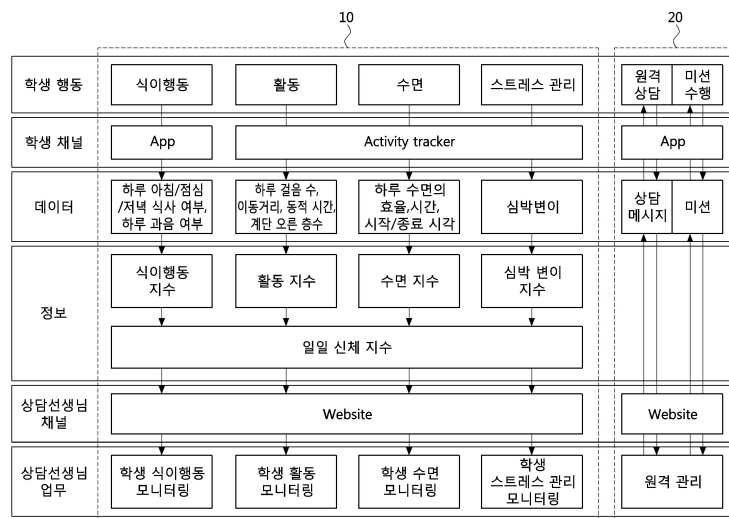 10
20
학생 행동
식이행동
활동
수면
스트레스 관리
원격
상담
미션
수행
학생 채널
App
Activity tracker
App
데이터
하루 아침/점심
/저녁 식사 여부,
하루 과음 여부
하루 걸음 수,
이동거리, 동적 시간,
계단 오른 층수
하루 수면의
효율,시간,
시작/종료 시각
심박변이
상담
메시지
미션
정보
식이행동
지수
활동 지수
수면 지수
심박 변이
지수
일일 신체 지수
상담선생님
채널
Website
Website
상담선생님
업무
학생 식이행동
모니터링
학생 활동
모니터링
학생 수면
모니터링
학생
스트레스 관리
모니터링
원격 관리